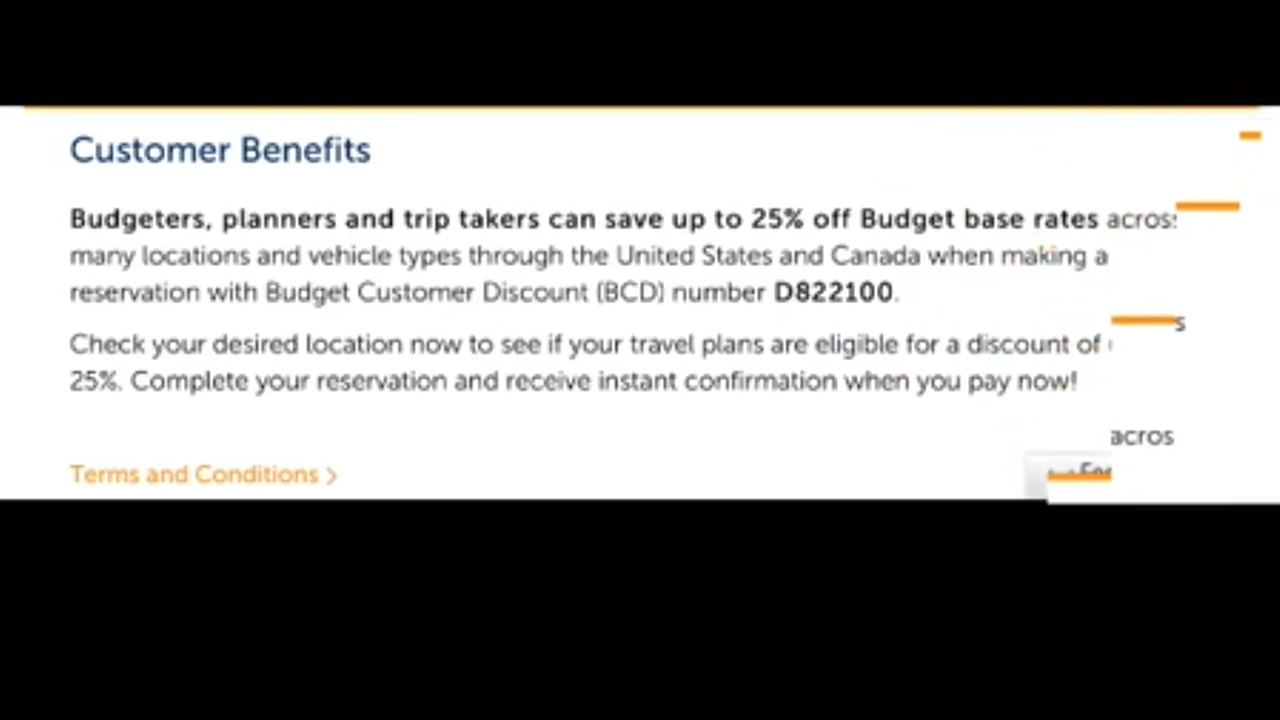 Customer Benefits
Budgeters, planners and trip takers can save up to 25% off Budget base rates across
many locations and vehicle types through the United States and Canada when making a
reservation with Budget Customer Discount (BCD) number D822100.
s
Check your desired location now to see if your travel plans are eligible for a discount of
25%. Complete your reservation and receive instant confirmation when you pay now!
acros
Terms and Conditions >